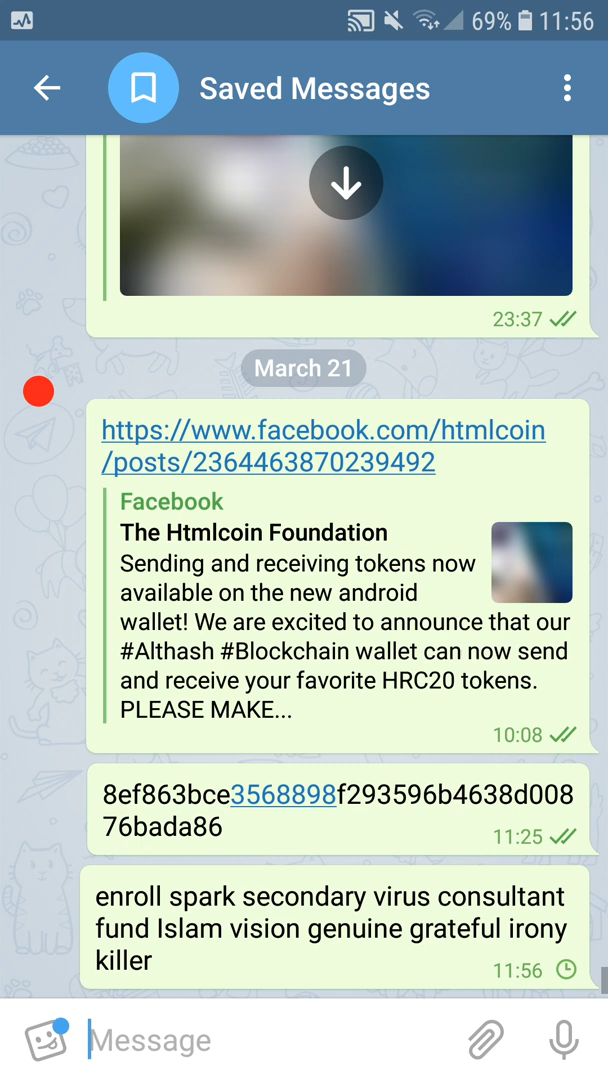 69% 11:56
Saved Messages
23:37
March 21
https://www.facebook.com/htmlcoin
/posts/2364463870239492
Facebook
The Htmlcoin Foundation
Sending and receiving tokens now
available on the new android
wallet! We are excited to announce that our
#Althash #Blockchain wallet can now send
and receive your favorite HRC20 tokens.
PLEASE MAKE...
10:08
8ef863bce3568898f293596b4638d008
76bada86
11:25
enroll spark secondary virus consultant
fund Islam vision genuine grateful irony
killer
11:56
Message